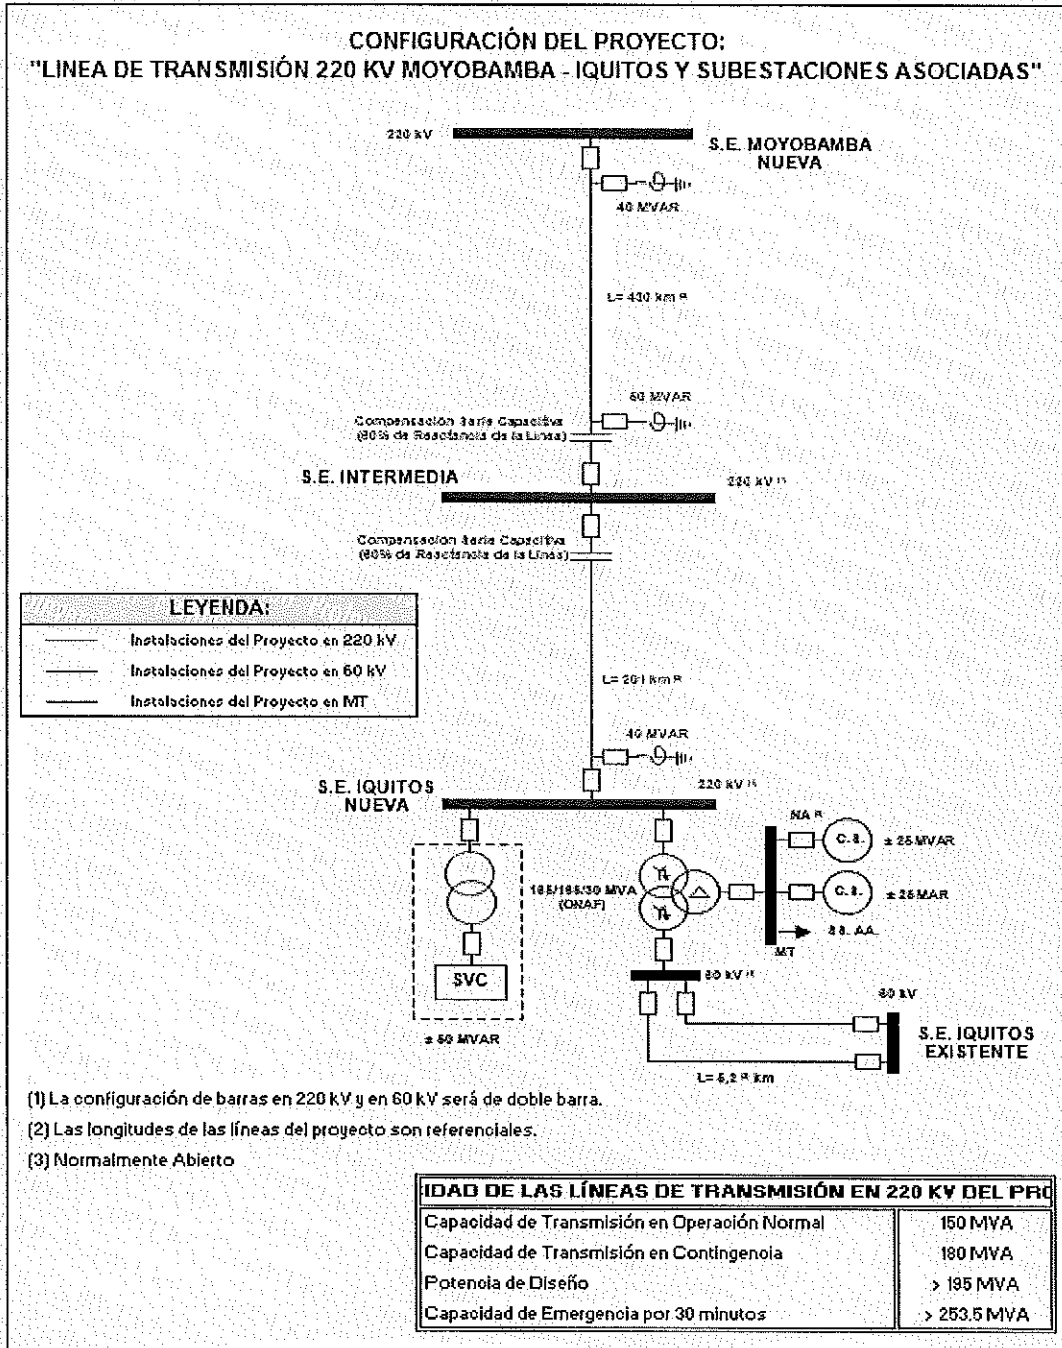 CONFIGURACIÓN DEL PROYECTO:
"LINEA DE TRANSMISIÓN 220 KV MOYOBAMBA - IQUITOS Y SUBESTACIONES ASOCIADAS"
220 kV
S.E. MOYOBAMBA
NUEVA
40 MVAR
Compensación Serie Capacitiva
de Reactancia de la Línea)
S.E. INTERMEDIA
220 kV
Compensación Serie Capacitiva
de Reactancia de la Línea)
LEYENDA:
Instalaciones del Proyecto en 220 kV
Instalaciones del Proyecto en 60 kV
Instalaciones del Proyecto en MT
L=
40 MVAR
S.E. IQUITOS
NUEVA
220 kV
NA
C.S.
± 25 MVAR
(ONAF)
C.S.
± 25 MAR
SS. AA.
MT
SVC
60 kV
60 kV
± 50 MVAR
S.E. IQUITOS
EXISTENTE
L= 5,2 km
(1) La configuración de barras en 220 kV y en 60 kV será de doble barra.
(2) Las longitudes de las líneas del proyecto son referenciales.
(3) Normalmente Abierto
IDAD DE LAS LÍNEAS DE TRANSMISIÓN EN 220 KV DEL PRO
Capacidad de Transmisión en Operación Normal 150 MVA
Capacidad de Transmisión en Contingencia 180 MVA
Potencia de Diseño > 195 MVA
Capacidad de Emergencia por 30 minutos > 253.5 MVA